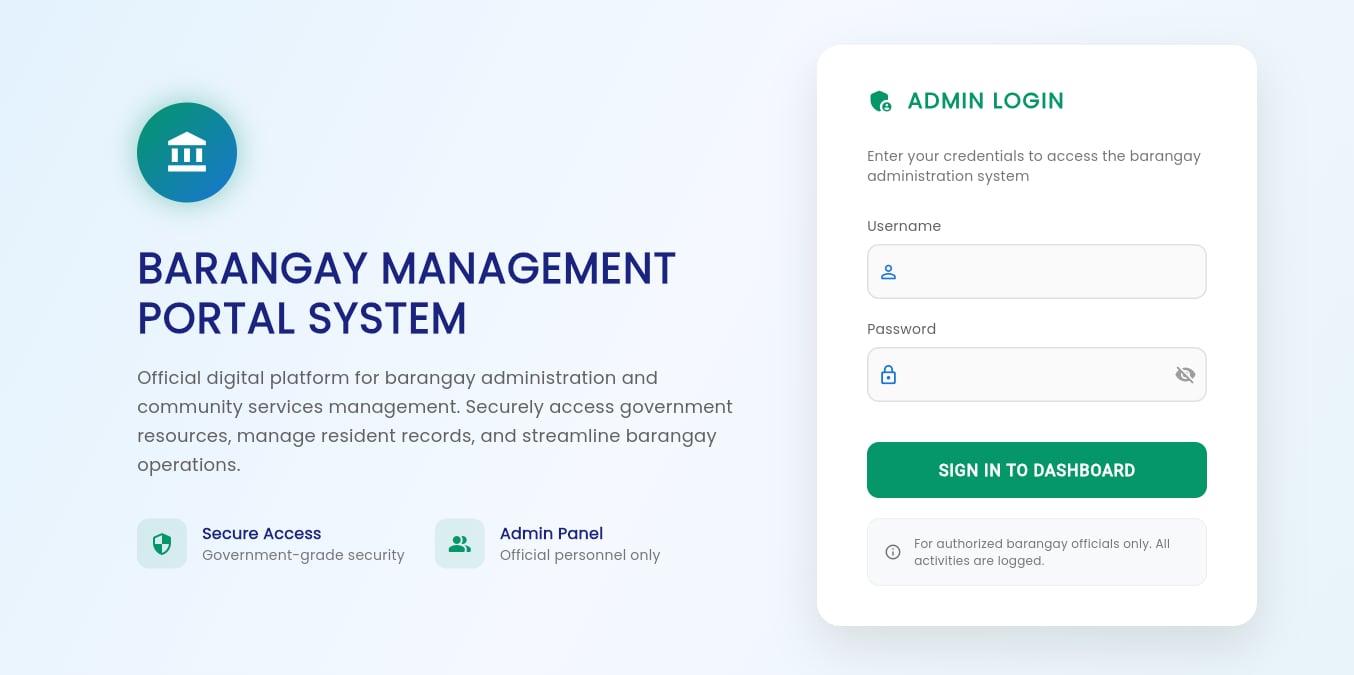 BARANGAY MANAGEMENT
PORTAL SYSTEM
Official digital platform for barangay administration and
community services management. Securely access government
resources, manage resident records, and streamline barangay
operations.
Secure Access
Government-grade security
Admin Panel
Official personnel only
ADMIN LOGIN
Enter your credentials to access the barangay
administration system
Username
Password
SIGN IN TO DASHBOARD
For authorized barangay officials only. All
activities are logged.